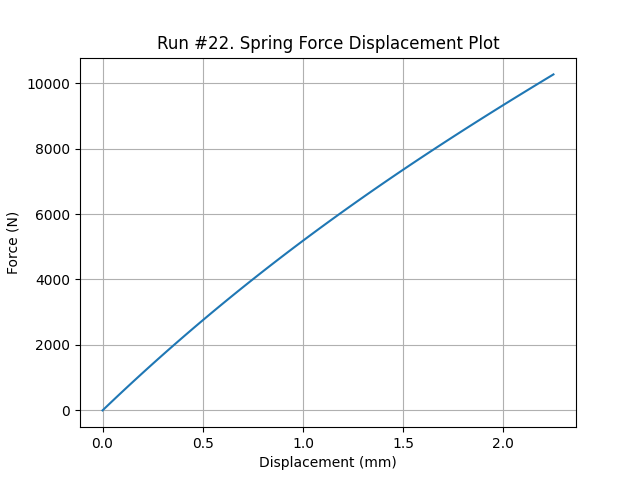 Run #22. Spring Force Displacement Plot
10000
8000
6000
4000
2000
0
Force (N)
0.0 0.5 1.0 1.5 2.0
Displacement (mm)